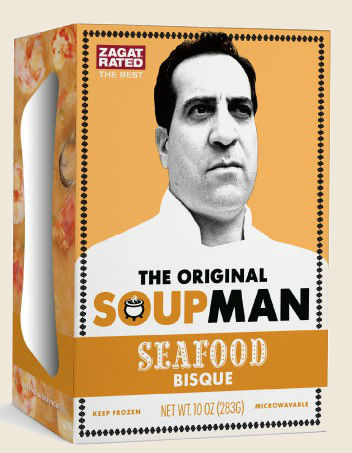 ZAGAT
RATED
THE BEST
THE ORIGINAL
SOUPMAN
SEAFOOD
BISQUE
KEEP FROZEN
NET WT. 10 OZ (283G)
MICROWAVABLE